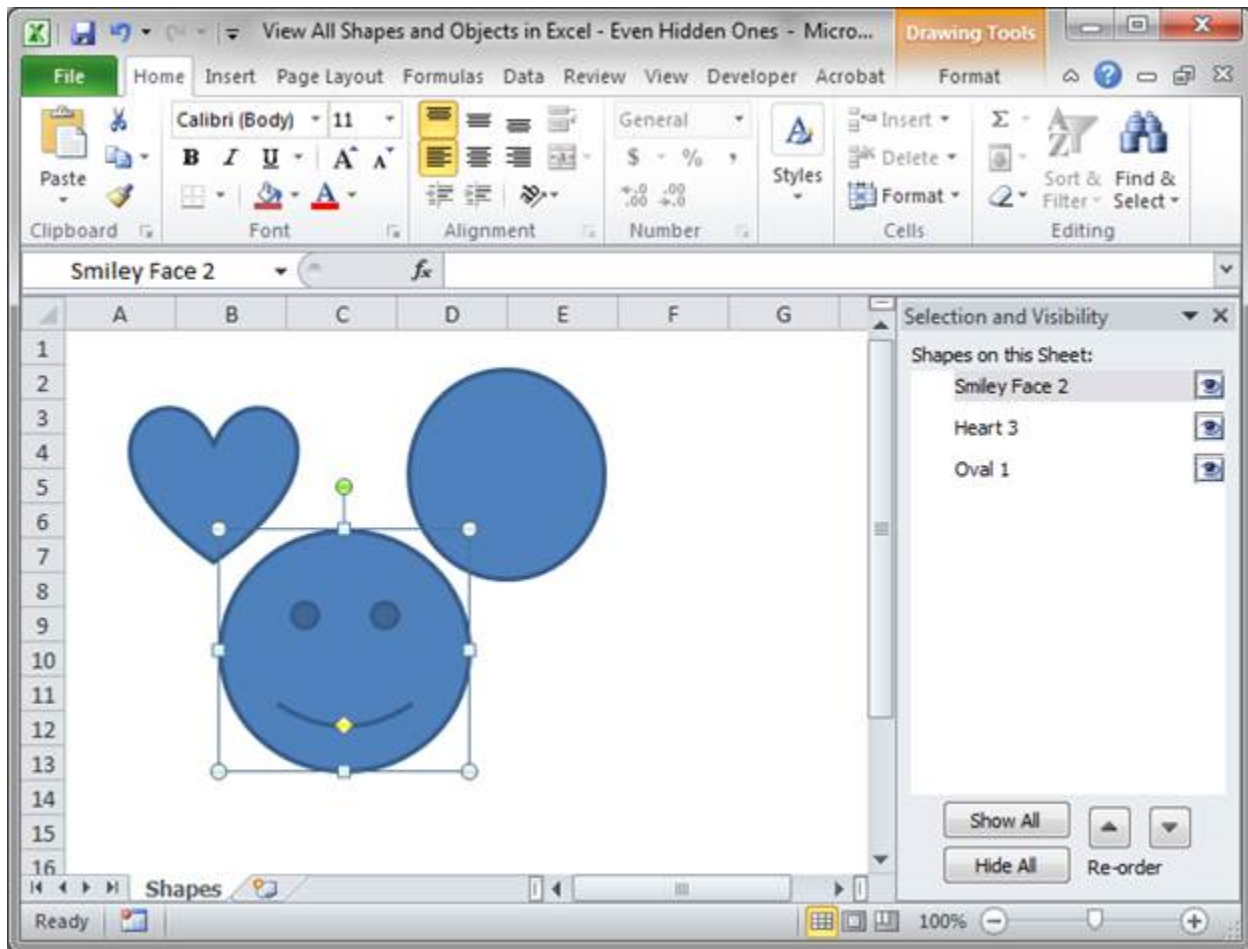 View All Shapes and Objects in Excel - Even Hidden Ones - Micro... Drawing Tools
File Home Insert Page Layout Formulas Data Review View Developer Acrobat Format
Calibri (Body) 11 General Insert Σ
B I U A A $ % , Delete
Paste Styles Sort & Filter Find & Select
Format
Clipboard Font Alignment Number Cells Editing
Smiley Face 2 fx
A B C D E F G
1
2
3
4
5
6
7
8
9
10
11
12
13
14
15
16
Selection and Visibility
Shapes on this Sheet:
Smiley Face 2
Heart 3
Oval 1
Show All
Hide All Re-order
Shapes
Ready 100%